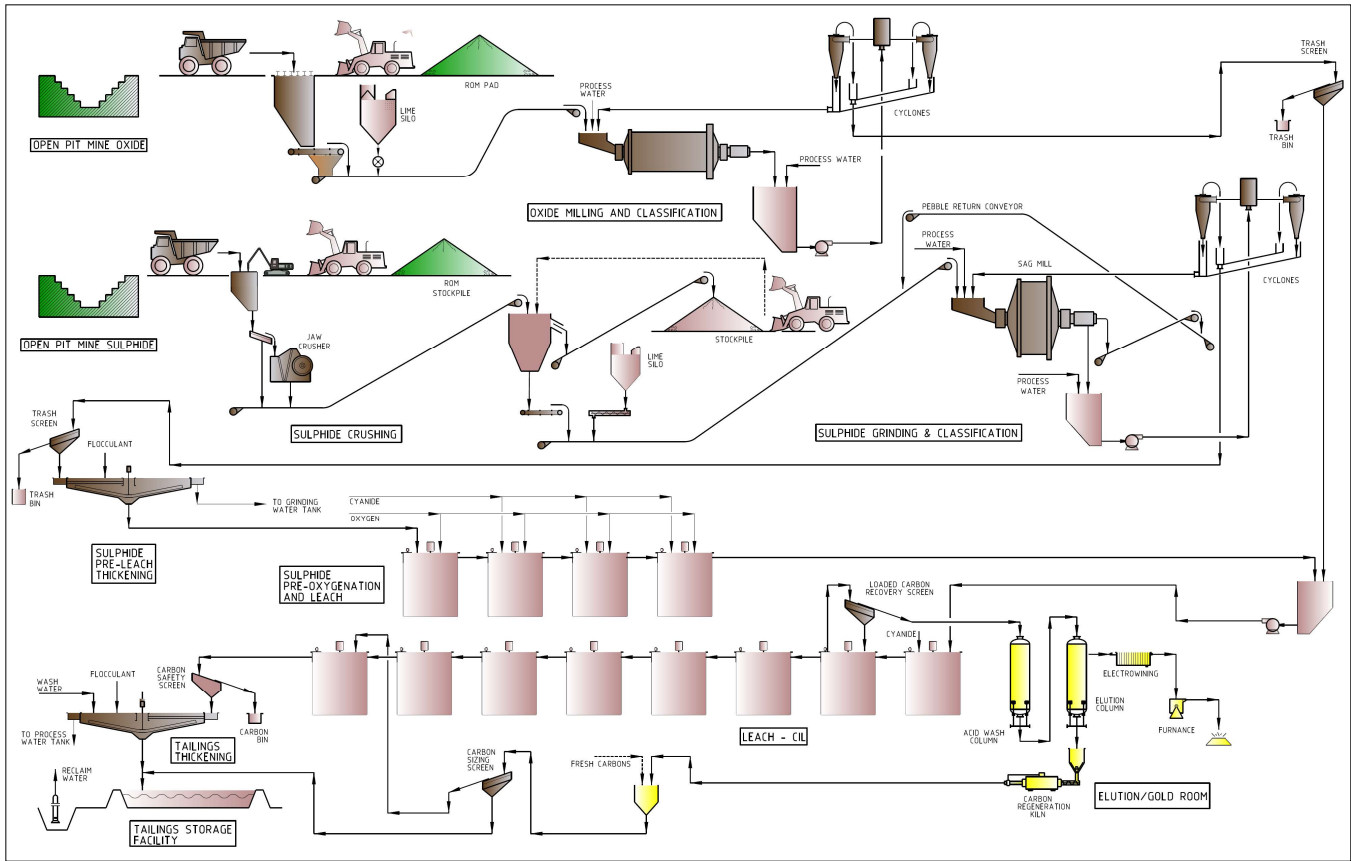 TRASH
SCREEN
PROCESS
WATER
ROM PAD
LIME
SILO
CYCLONES
TRASH
BIN
OPEN PIT MINE OXIDE
PROCESS WATER
OXIDE MILLING AND CLASSIFICATION
PEBBLE RETURN CONVEYOR
PROCESS
WATER
SAG MILL
ROM
STOCKPILE
CYCLONES
OPEN PIT MINE SULPHIDE
JAW
CRUSHER
STOCKPILE
LIME
SILO
PROCESS
WATER
SULPHIDE CRUSHING
SULPHIDE GRINDING & CLASSIFICATION
TRASH
SCREEN
FLOCCULANT
TRASH
BIN
TO GRINDING
WATER TANK
CYANIDE
OXYGEN
SULPHIDE
PRE-LEACH
THICKENING
SULPHIDE
PRE-OXYGENATION
AND LEACH
LOADED CARBON
RECOVERY SCREEN
CYANIDE
WASH
WATER
FLOCCULANT
CARBON
SAFETY
SCREEN
ELECTROWINING
ELUTION
COLUMN
FURNANCE
TO PROCESS
WATER TANK
TAILINGS
THICKENING
CARBON
BIN
LEACH - CIL
ACID WASH
COLUMN
RECLAIM
WATER
CARBON
SIZING
SCREEN
FRESH CARBONS
CARBON
REGENERATION
KILN
ELUTION/GOLD ROOM
TAILINGS STORAGE
FACILITY